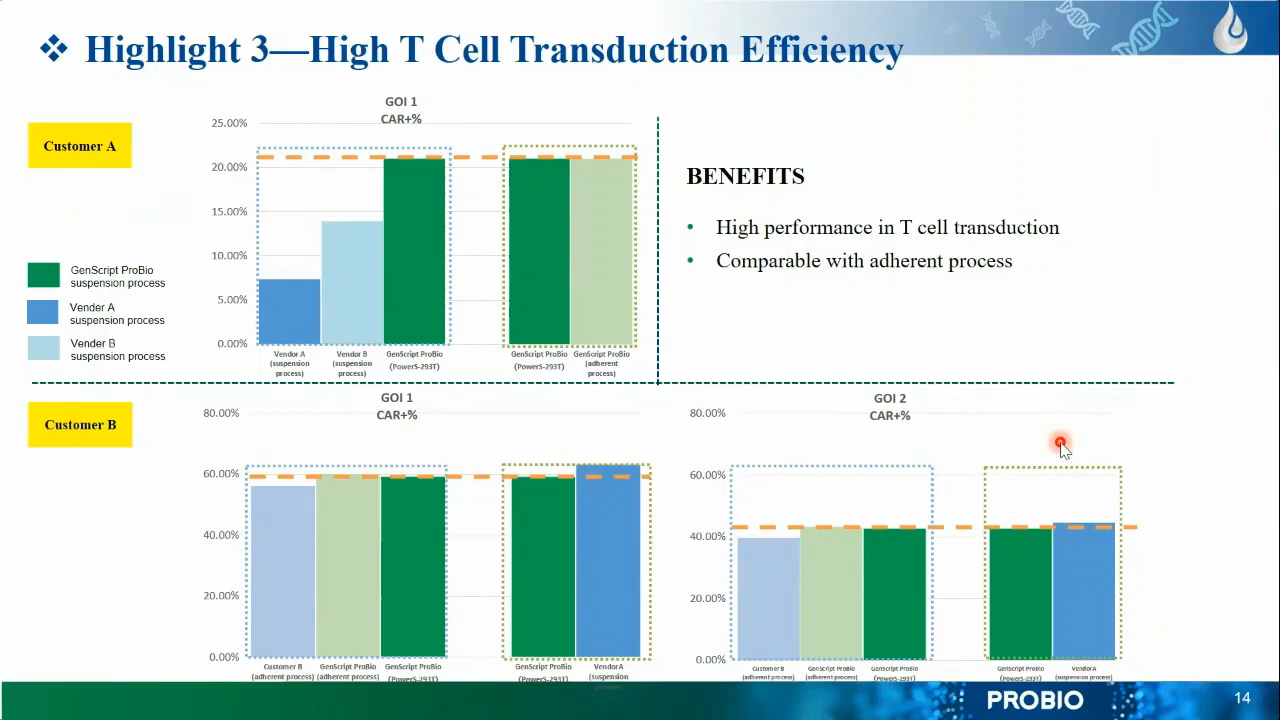 ❖ Highlight 3—High T Cell Transduction Efficiency
Customer A
GenScript ProBio
suspension process
Vender A
suspension process
Vender B
suspension process
GOI 1
CAR+%
25.00%
20.00%
15.00%
10.00%
5.00%
0.00%
Vendor A
(suspension
process)
Vendor B
(suspension
process)
GenScript ProBio
(PowerS-293T)
GenScript ProBio
(PowerS-293T)
GenScript ProBio
(adherent
process)
BENEFITS
• High performance in T cell transduction
• Comparable with adherent process
Customer B
GOI 1
CAR+%
80.00%
60.00%
40.00%
20.00%
0.00%
Customer B
(adherent process)
GenScript ProBio
(adherent process)
GenScript ProBio
(PowerS-293T)
GenScript ProBio
(PowerS-293T)
VendorA
(suspension
process)
GOI 2
CAR+%
80.00%
60.00%
40.00%
20.00%
0.00%
Customer B
(adherent process)
GenScript ProBio
(adherent process)
GenScript ProBio
(PowerS-293T)
GenScript ProBio
(PowerS-293T)
VendorA
(suspension process)
PROBIO
14